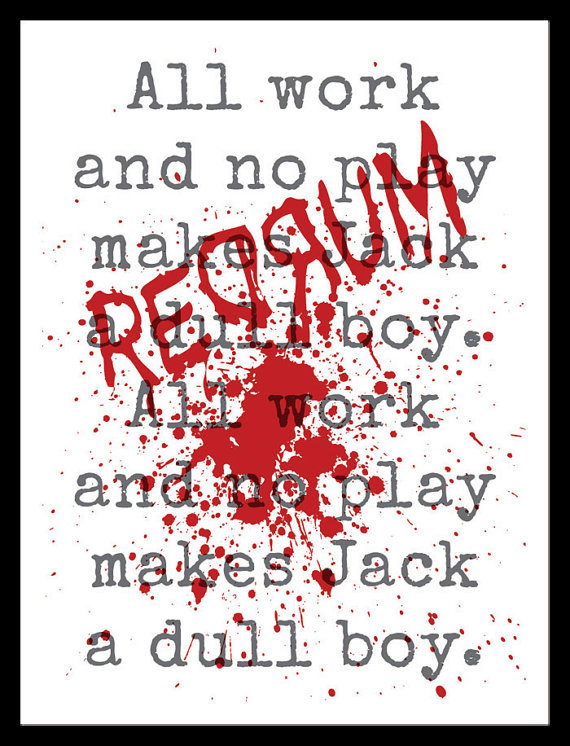 All work
and no play
makes Jack
a dull boy.
All work
and no play
makes Jack
a dull boy.
REDRUM